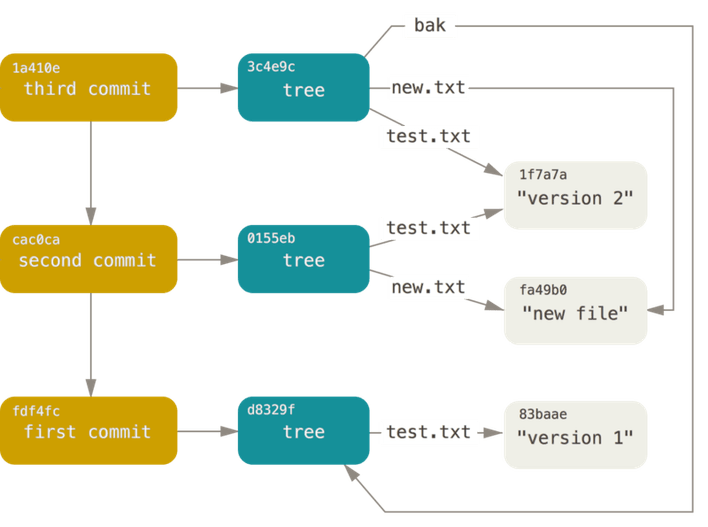 bak
1a410e
third commit
3c4e9c
tree
new.txt
test.txt
1f7a7a
"version 2"
cac0ca
second commit
0155eb
tree
test.txt
new.txt
fa49b0
"new file"
fdf4fc
first commit
d8329f
tree
test.txt
83baae
"version 1"